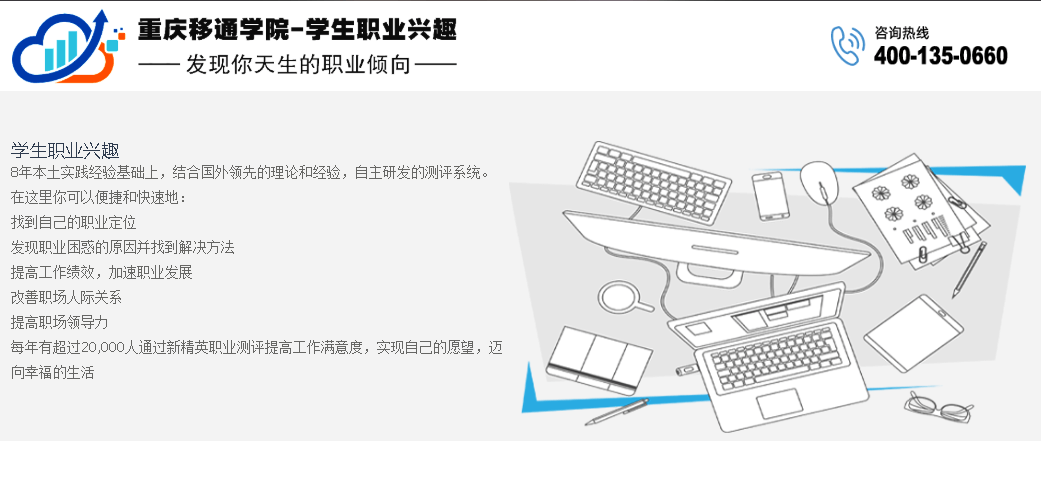 重庆移通学院-学生职业兴趣
发现你天生的职业倾向
咨询热线
400-135-0660
学生职业兴趣
8年本土实践经验基础上，结合国外领先的理论和经验，自主研发的测评系统。
在这里你可以便捷和快速地：
找到自己的职业定位
发现职业困惑的原因并找到解决方法
提高工作绩效，加速职业发展
改善职场人际关系
提高职场领导力
每年有超过20,000人通过新精英职业测评提高工作满意度，实现自己的愿望，迈
向幸福的生活